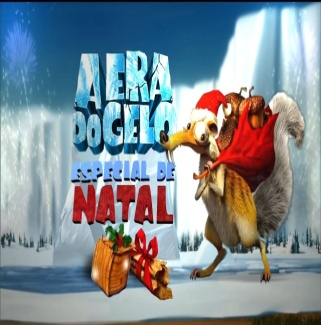 A ERA
DO GELO
ESPECIAL DE
NATAL